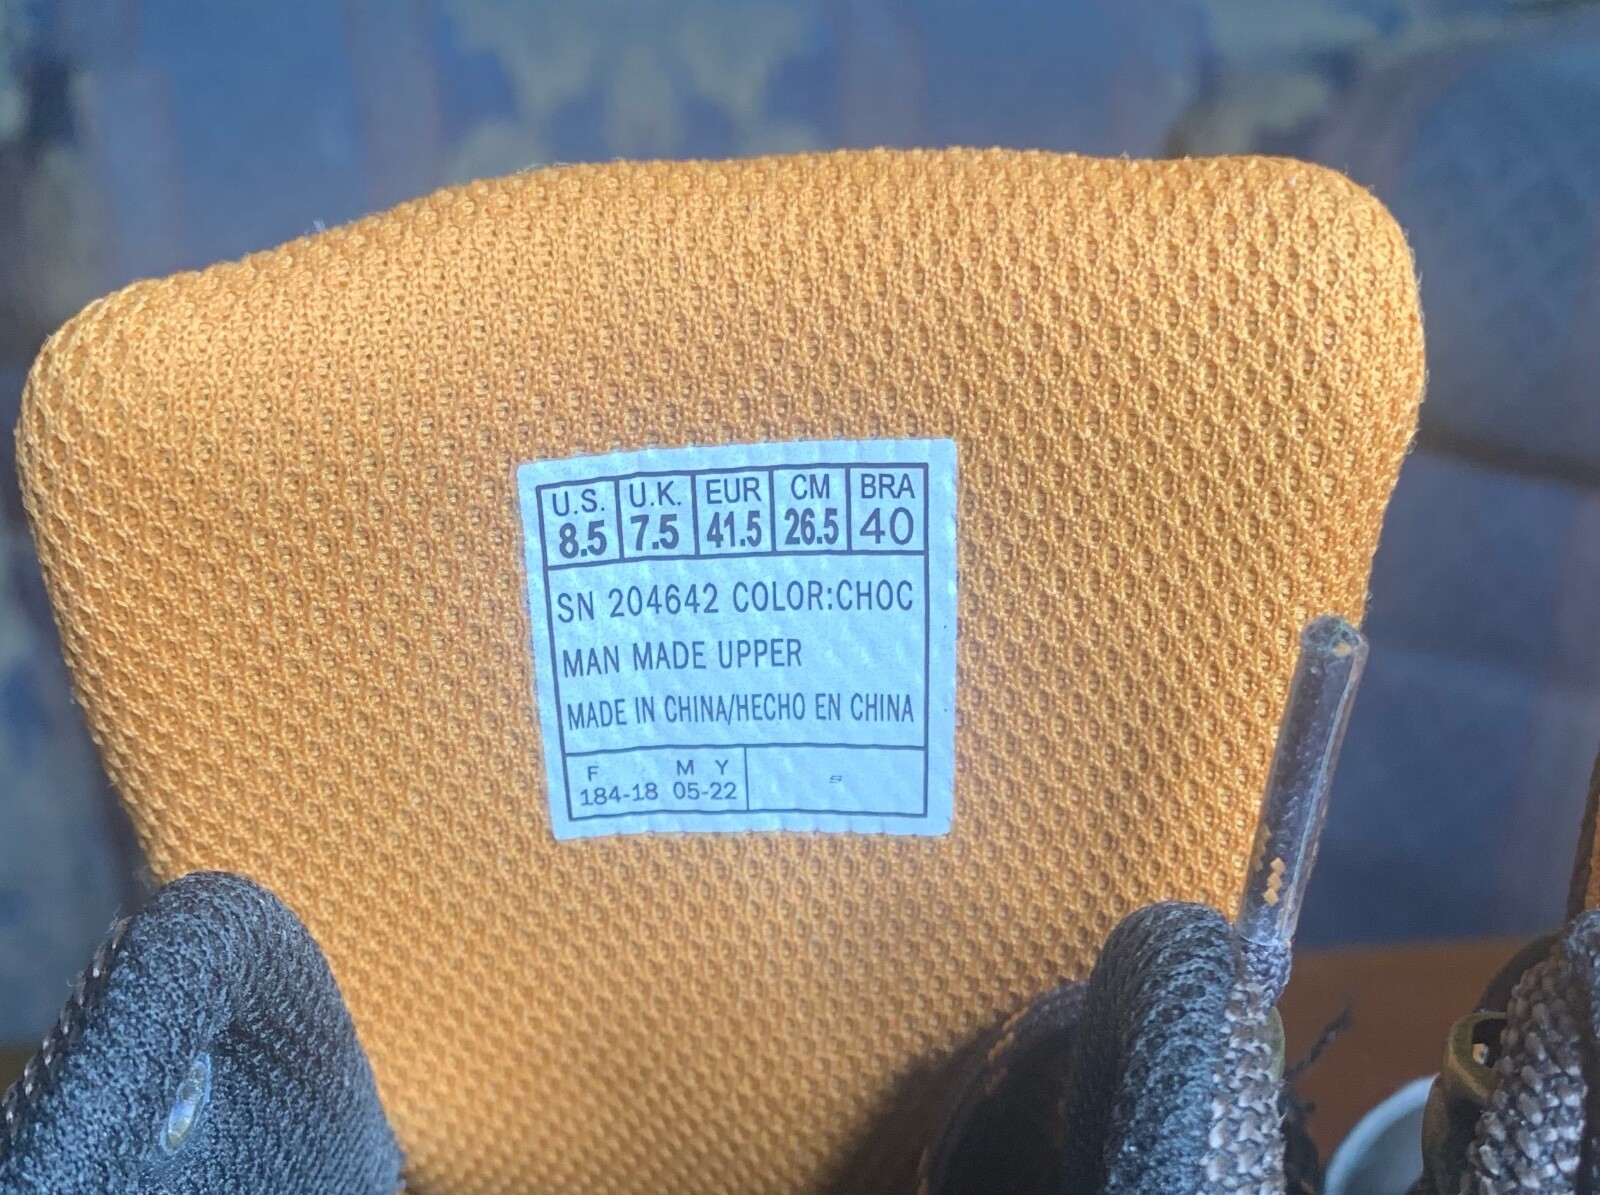 U.S. U.K. EUR CM BRA
8.5 7.5 41.5 26.5 40
SN 204642 COLOR:CHOC
MAN MADE UPPER
MADE IN CHINA/HECHO EN CHINA
F M Y
184-18 05-22
s